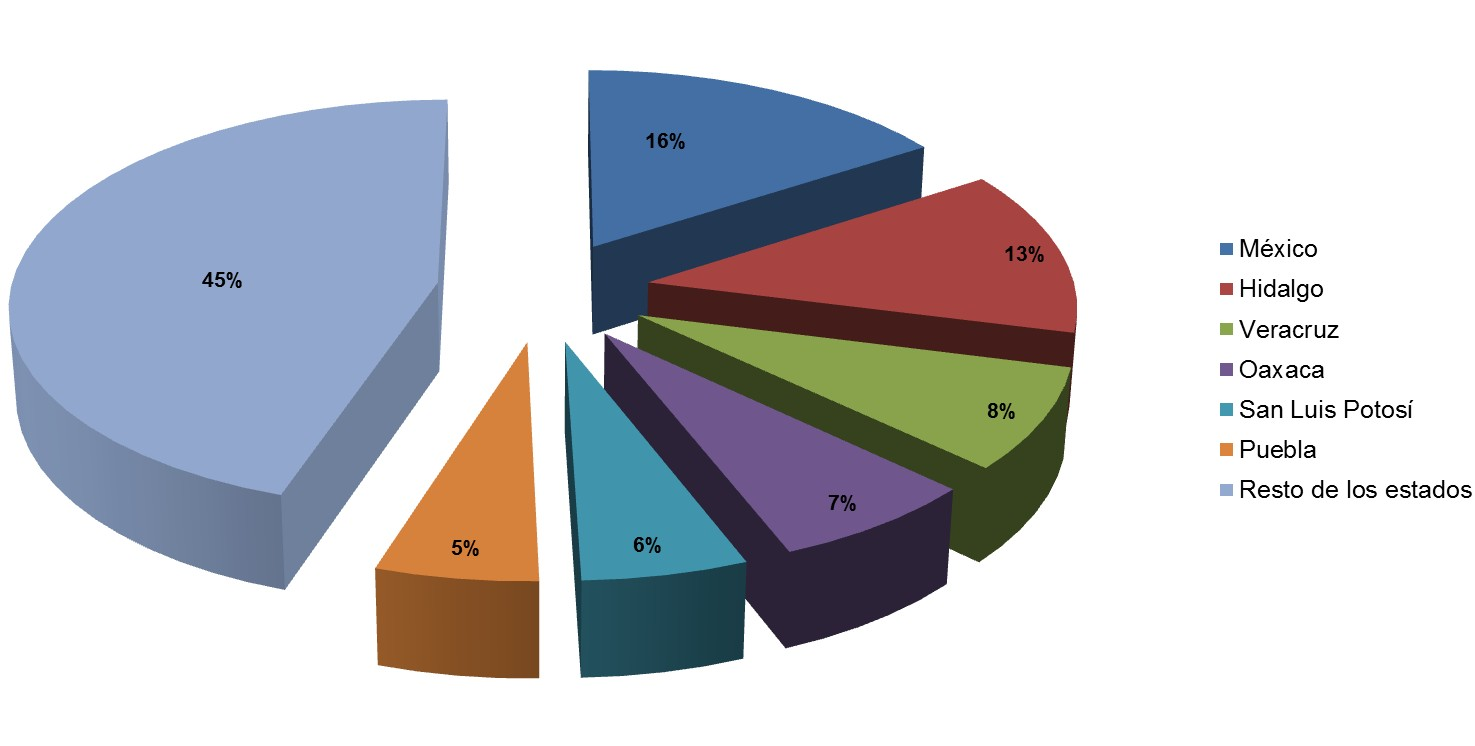 16%
13%
8%
7%
6%
5%
45%
México
Hidalgo
Veracruz
Oaxaca
San Luis Potosí
Puebla
Resto de los estados